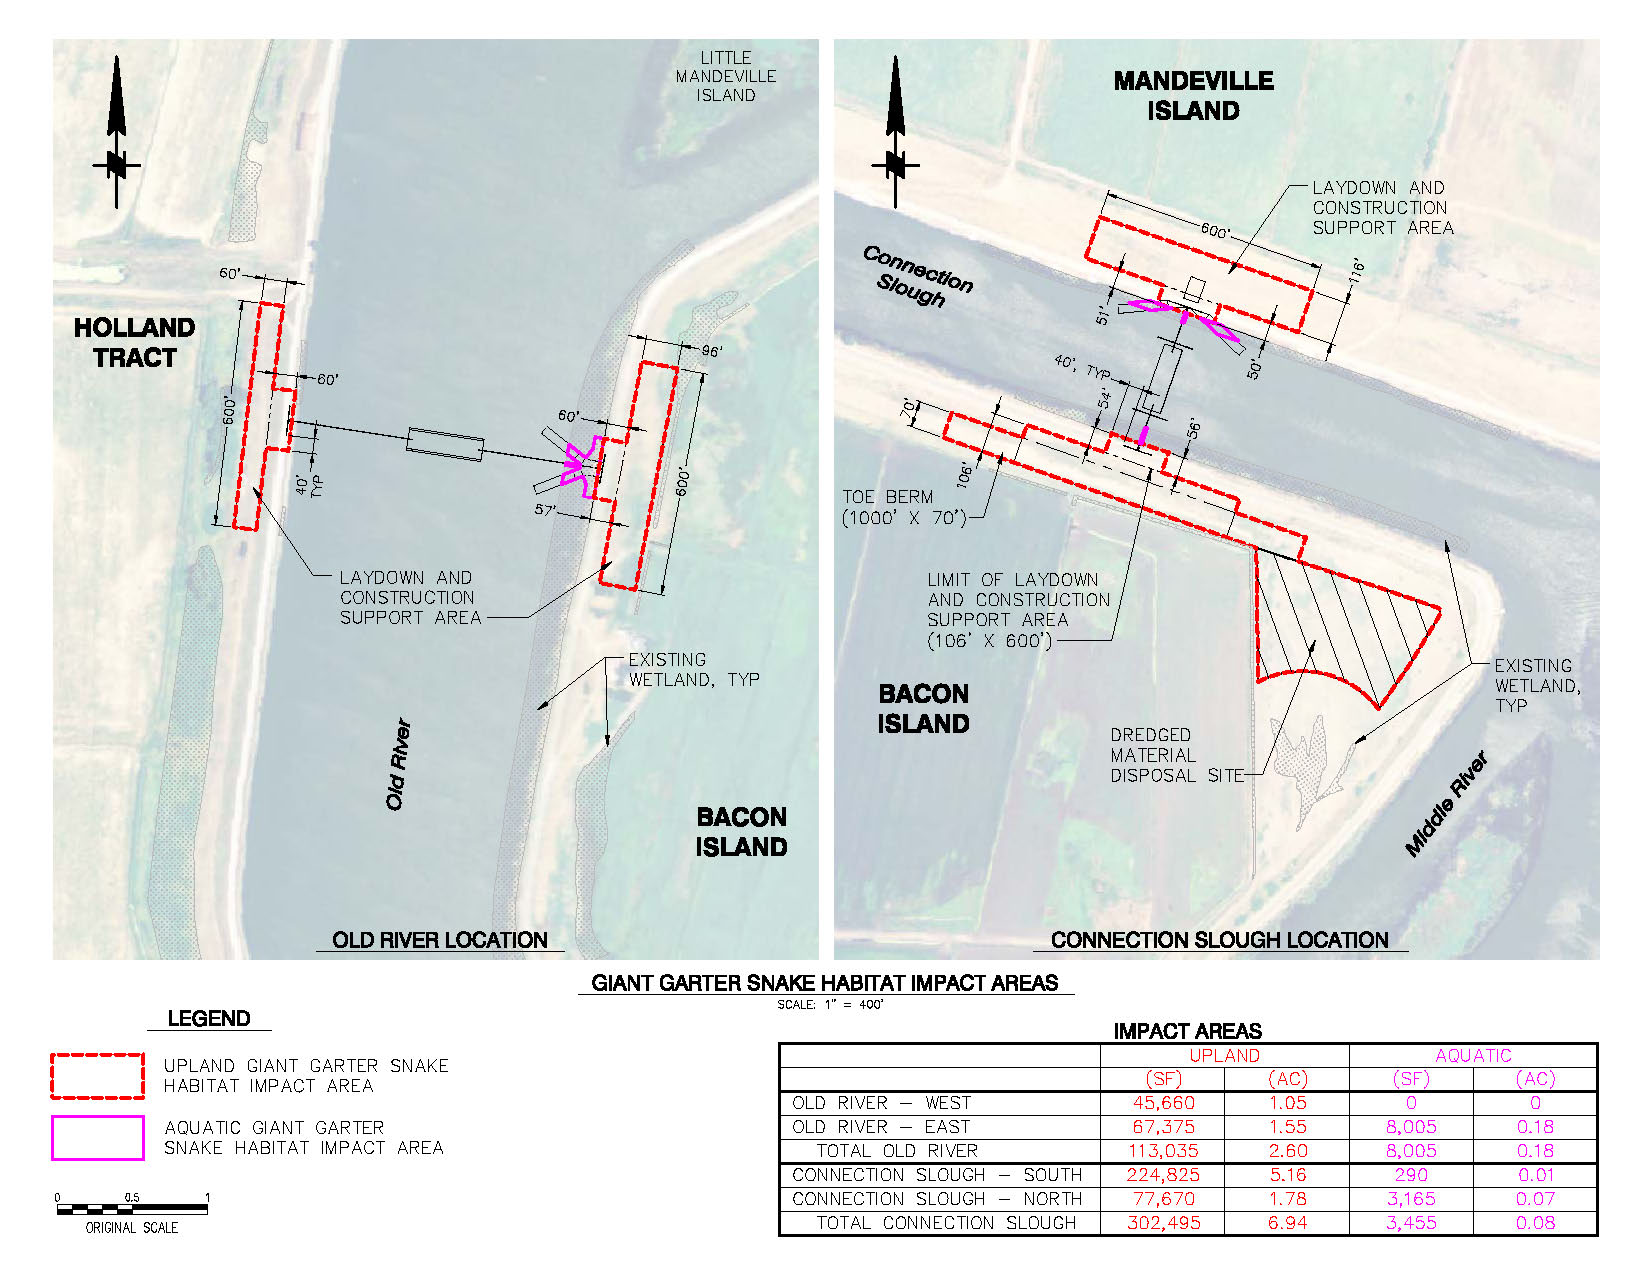 LITTLE
MANDEVILLE
ISLAND
60'
HOLLAND
TRACT
60'
600'
40'
TYP
96'
60'
600'
57'
LAYDOWN AND
CONSTRUCTION
SUPPORT AREA
EXISTING
WETLAND, TYP
Old River
BACON
ISLAND
OLD RIVER LOCATION
MANDEVILLE
ISLAND
LAYDOWN AND
CONSTRUCTION
SUPPORT AREA
600'
116'
Connection
Slough
51'
50'
40', TYP
54'
56'
70'
106'
TOE BERM
(1000' X 70')
LIMIT OF LAYDOWN
AND CONSTRUCTION
SUPPORT AREA
(106' X 600')
BACON
ISLAND
EXISTING
WETLAND,
TYP
DREDGED
MATERIAL
DISPOSAL SITE
Middle River
CONNECTION SLOUGH LOCATION
GIANT GARTER SNAKE HABITAT IMPACT AREAS
SCALE: 1" = 400'
LEGEND
UPLAND GIANT GARTER SNAKE
HABITAT IMPACT AREA
AQUATIC GIANT GARTER
SNAKE HABITAT IMPACT AREA
0 0.5 1
ORIGINAL SCALE
IMPACT AREAS
UPLAND AQUATIC
(SF) (AC) (SF) (AC)
OLD RIVER – WEST 45,660 1.05 0 0
OLD RIVER – EAST 67,375 1.55 8,005 0.18
TOTAL OLD RIVER 113,035 2.60 8,005 0.18
CONNECTION SLOUGH – SOUTH 224,825 5.16 290 0.01
CONNECTION SLOUGH – NORTH 77,670 1.78 3,165 0.07
TOTAL CONNECTION SLOUGH 302,495 6.94 3,455 0.08